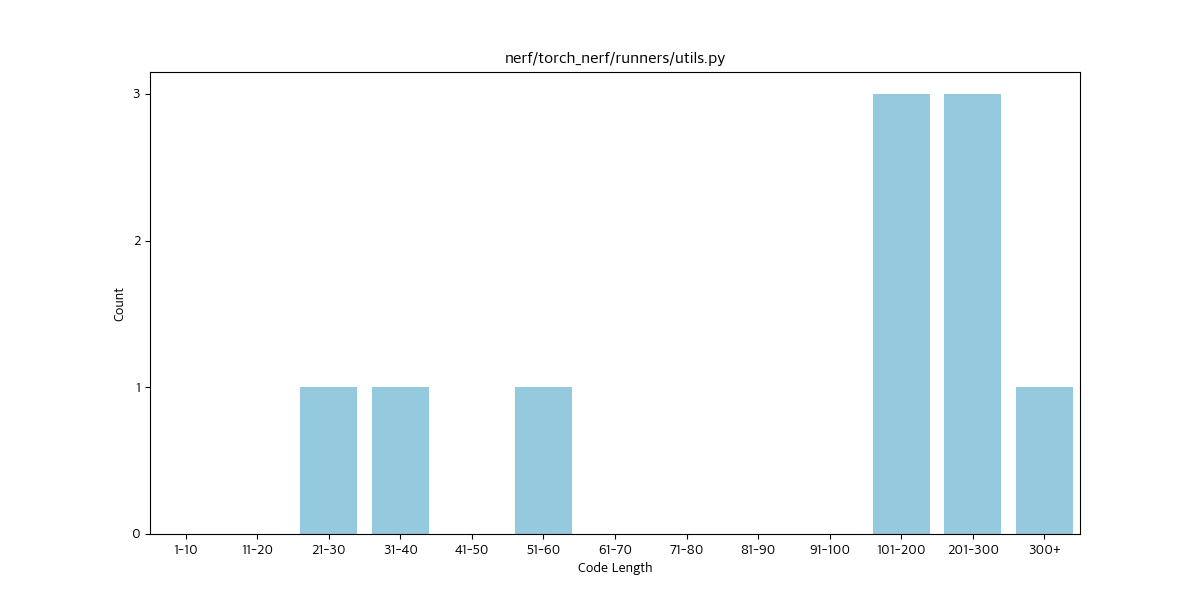 nerf/torch_nerf/runners/utils.py
3
2
1
0
Count
1-10 11-20 21-30 31-40 41-50 51-60 61-70 71-80 81-90 91-100 101-200 201-300 300+
Code Length